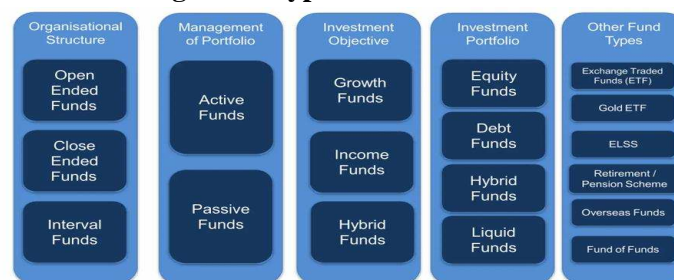 Organisational
Structure
Open
Ended
Funds
Close
Ended
Funds
Interval
Funds
Management
of Portfolio
Active
Funds
Passive
Funds
Investment
Objective
Growth
Funds
Income
Funds
Hybrid
Funds
Investment
Portfolio
Equity
Funds
Debt
Funds
Hybrid
Funds
Liquid
Funds
Other Fund
Types
Exchange Traded
Funds (ETF)
Gold ETF
ELSS
Retirement /
Pension Scheme
Overseas Funds
Fund of Funds